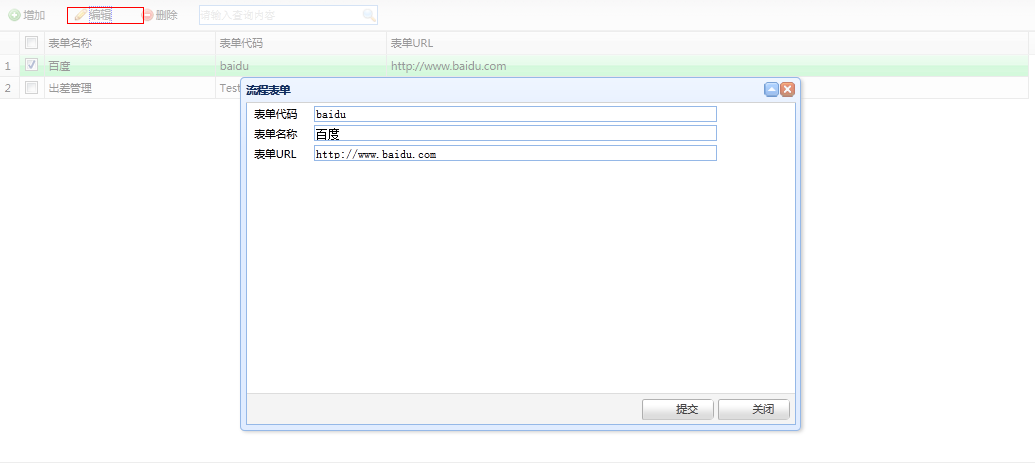 增加 编辑 删除 请输入查询内容
表单名称 表单代码 表单URL
1 百度 baidu http://www.baidu.com
2 出差管理 Test
流程表单
表单代码 baidu
表单名称 百度
表单URL http://www.baidu.com
提交 关闭